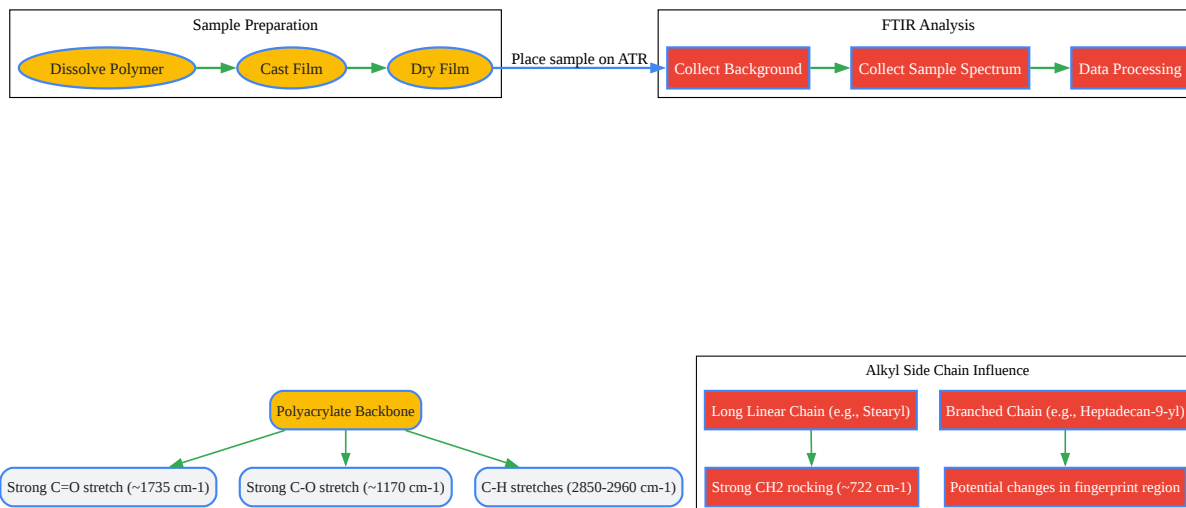 Sample Preparation
Dissolve Polymer
Cast Film
Dry Film
Place sample on ATR
FTIR Analysis
Collect Background
Collect Sample Spectrum
Data Processing
Polyacrylate Backbone
Strong C=O stretch (~1735 cm-1)
Strong C-O stretch (~1170 cm-1)
C-H stretches (2850-2960 cm-1)
Alkyl Side Chain Influence
Long Linear Chain (e.g., Stearyl)
Branched Chain (e.g., Heptadecan-9-yl)
Strong CH2 rocking (~722 cm-1)
Potential changes in fingerprint region